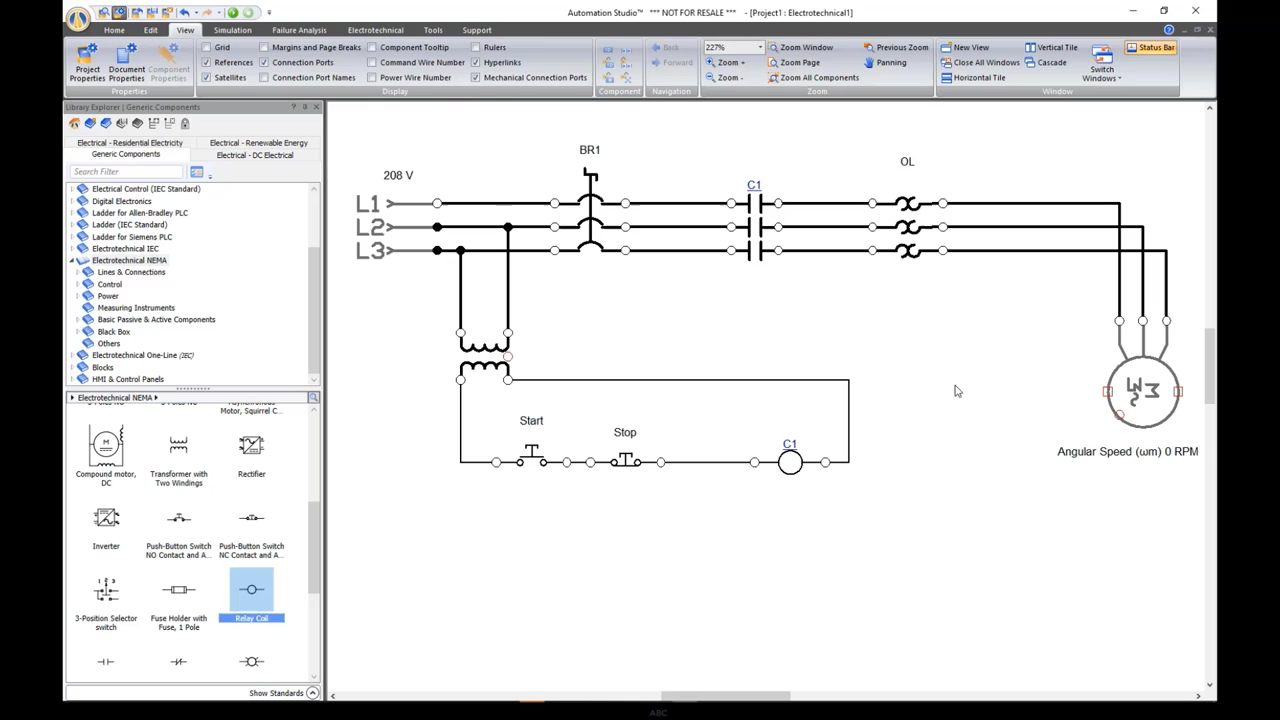 Automation Studio™ *** NOT FOR RESALE *** - [Project1 : Electrotechnical1]
Home Edit View Simulation Failure Analysis Electrotechnical Tools Support
Grid Margins and Page Breaks Component Tooltip Rulers
References Connection Ports Command Wire Number Hyperlinks
Satellites Connection Port Names Power Wire Number Mechanical Connection Ports
Project Properties Document Properties Component Properties
Back
Forward
227% Zoom Window Previous Zoom
Zoom + Zoom Page Panning
Zoom - Zoom All Components
New View Vertical Tile Status Bar
Close All Windows Cascade Switch Windows
Horizontal Tile
Properties Display Component Navigation Zoom Window
Library Explorer | Generic Components
Electrical - Residential Electricity Electrical - Renewable Energy
Generic Components Electrical - DC Electrical
Search Filter
Electrical Control (IEC Standard)
Digital Electronics
Ladder for Allen-Bradley PLC
Ladder (IEC Standard)
Ladder for Siemens PLC
Electrotechnical IEC
Electrotechnical NEMA
Lines & Connections
Control
Power
Measuring Instruments
Basic Passive & Active Components
Black Box
Others
Electrotechnical One-Line (IEC)
Blocks
HMI & Control Panels
Electrotechnical NEMA
Motor, Squirrel C...
M
Compound motor, DC
Transformer with Two Windings
Rectifier
Inverter
Push-Button Switch NO Contact and A...
Push-Button Switch NC Contact and A...
1 2 3
3-Position Selector switch
Fuse Holder with Fuse, 1 Pole
Relay Coil
Show Standards
208 V
BR1
C1
OL
L1
L2
L3
Start
Stop
C1
M
Angular Speed (ωm) 0 RPM
ABC